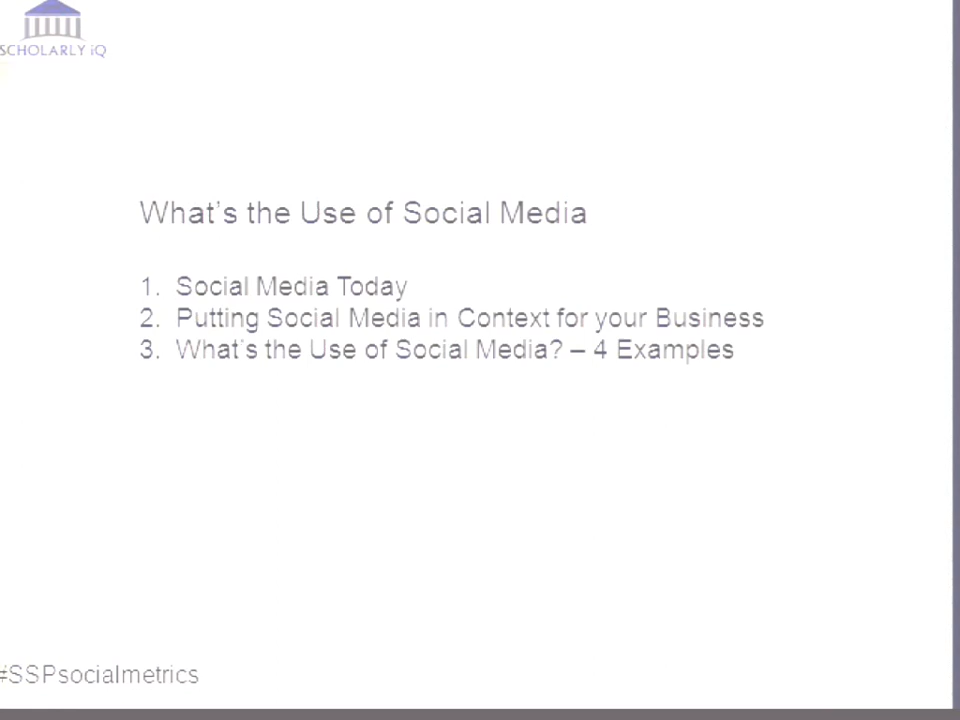 SCHOLARLY iQ
What's the Use of Social Media
1. Social Media Today
2. Putting Social Media in Context for your Business
3. What's the Use of Social Media? – 4 Examples
#SSPsocialmetrics